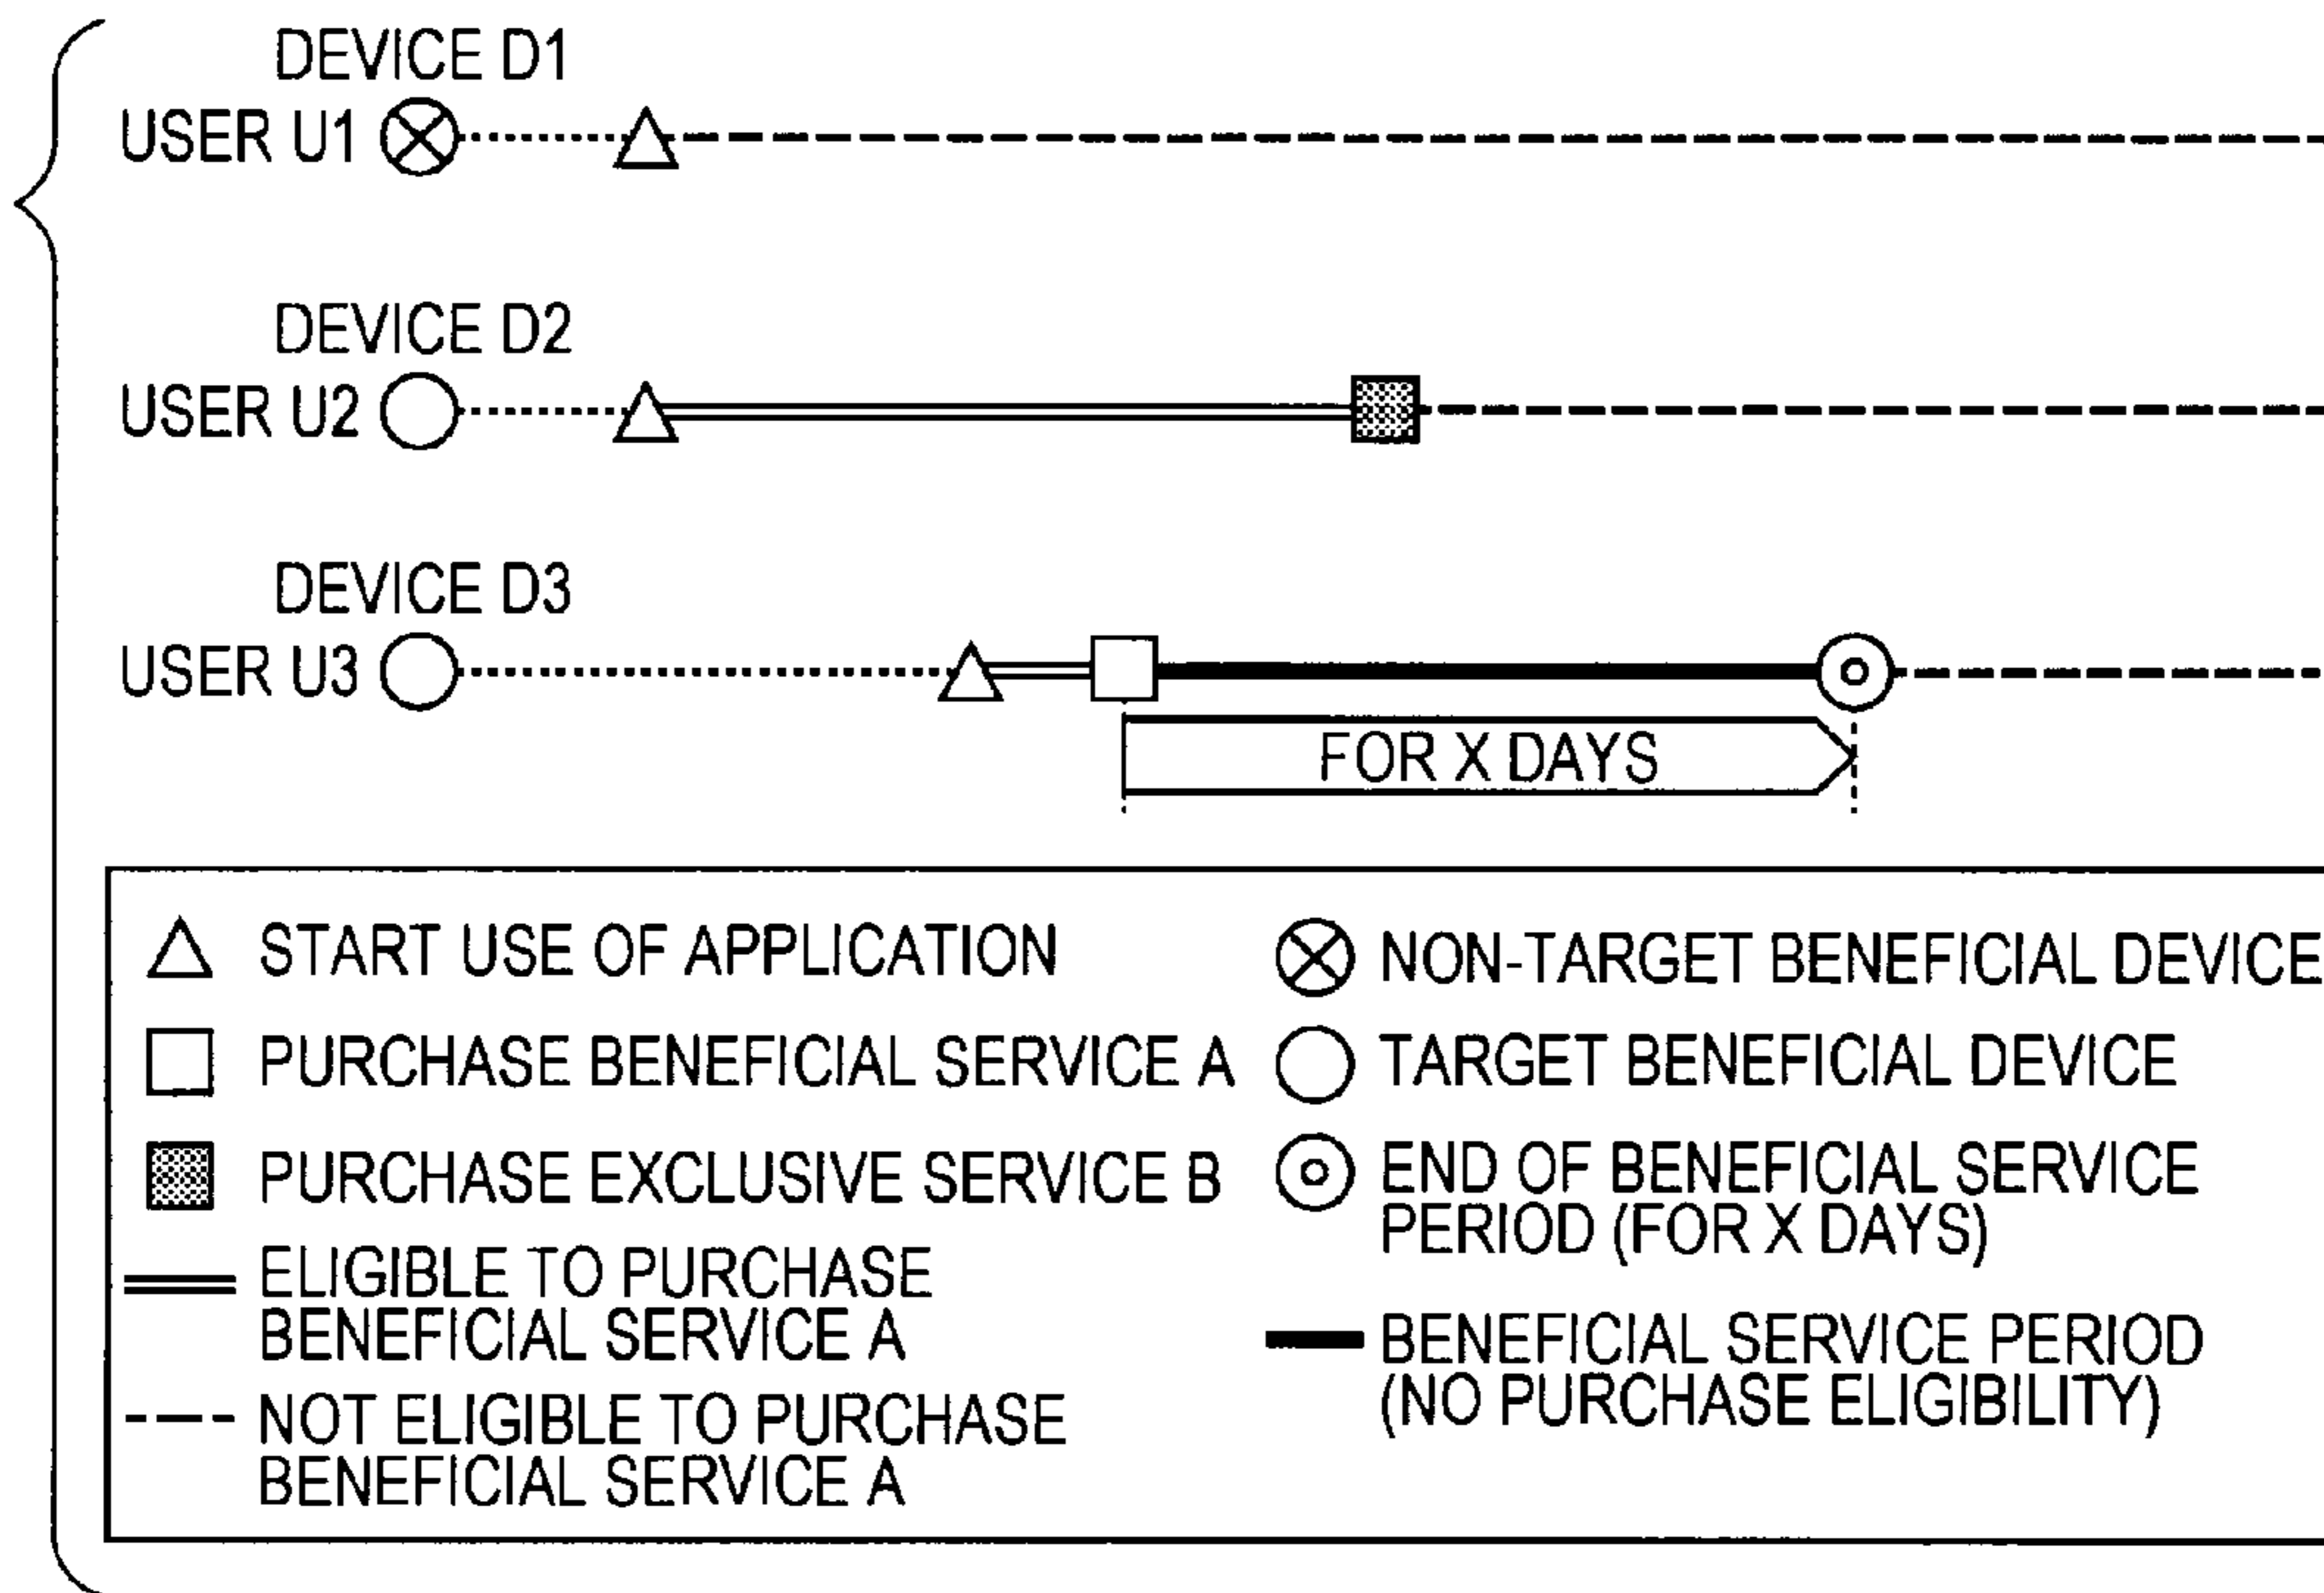 DEVICE D1
USER U1
DEVICE D2
USER U2
DEVICE D3
USER U3
FOR X DAYS
START USE OF APPLICATION
PURCHASE BENEFICIAL SERVICE A
PURCHASE EXCLUSIVE SERVICE B
ELIGIBLE TO PURCHASE
BENEFICIAL SERVICE A
NOT ELIGIBLE TO PURCHASE
BENEFICIAL SERVICE A
NON-TARGET BENEFICIAL DEVICE
TARGET BENEFICIAL DEVICE
END OF BENEFICIAL SERVICE
PERIOD (FOR X DAYS)
BENEFICIAL SERVICE PERIOD
(NO PURCHASE ELIGIBILITY)